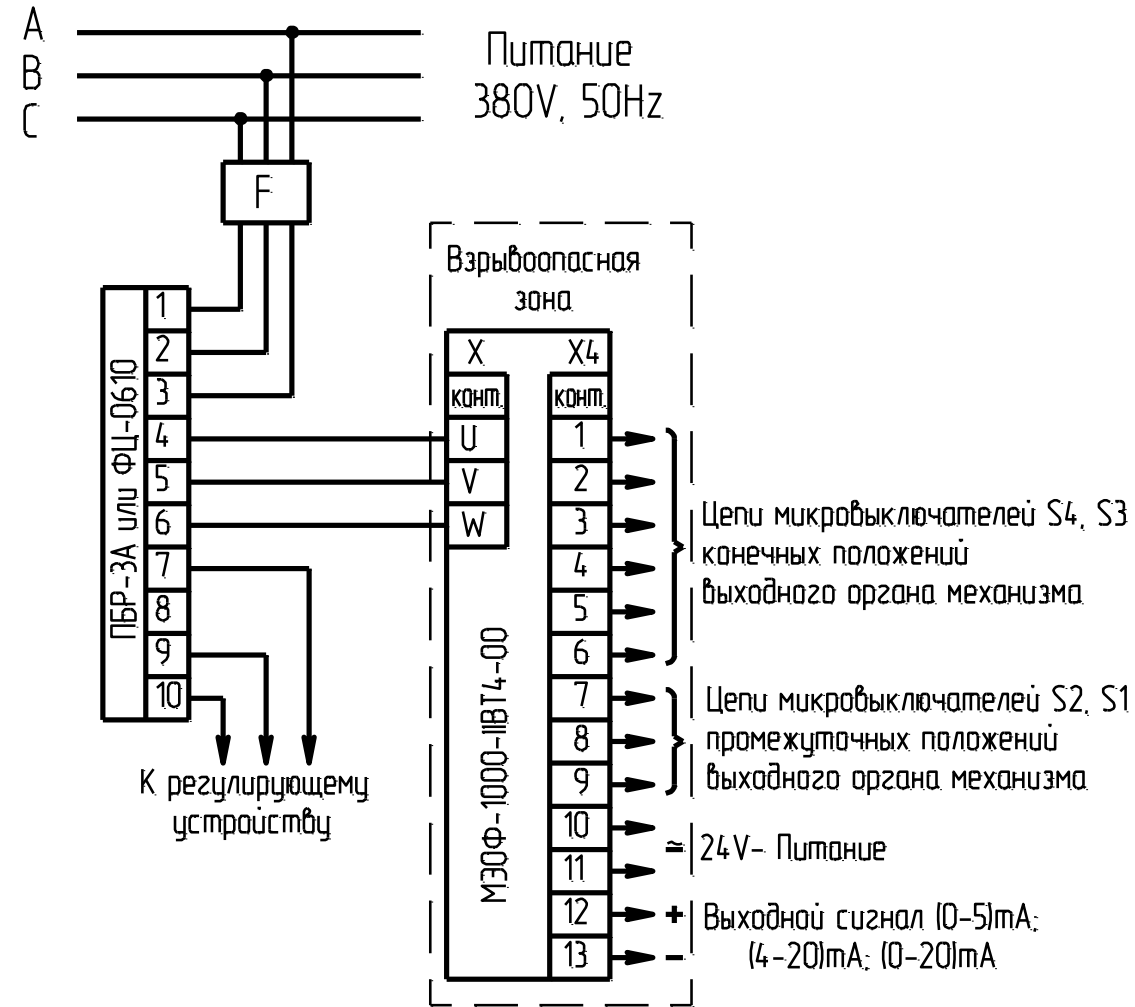 A
B
C
Питание
380V, 50Hz
F
Взрывоопасная
зона
ПБР-3А или ФЦ-0610
1
2
3
4
5
6
7
8
9
10
К регулирующему
устройству
X
конт.
U
V
W
МЭОФ-1000-IIВТ4-00
X4
конт.
1
2
3
4
5
6
7
8
9
10
11
12
13
Цепи микровыключателей S4, S3
конечных положений
выходного органа механизма
Цепи микровыключателей S2, S1
промежуточных положений
выходного органа механизма
≃ 24V– Питание
+ Выходной сигнал (0-5)mA;
– (4-20)mA; (0-20)mA